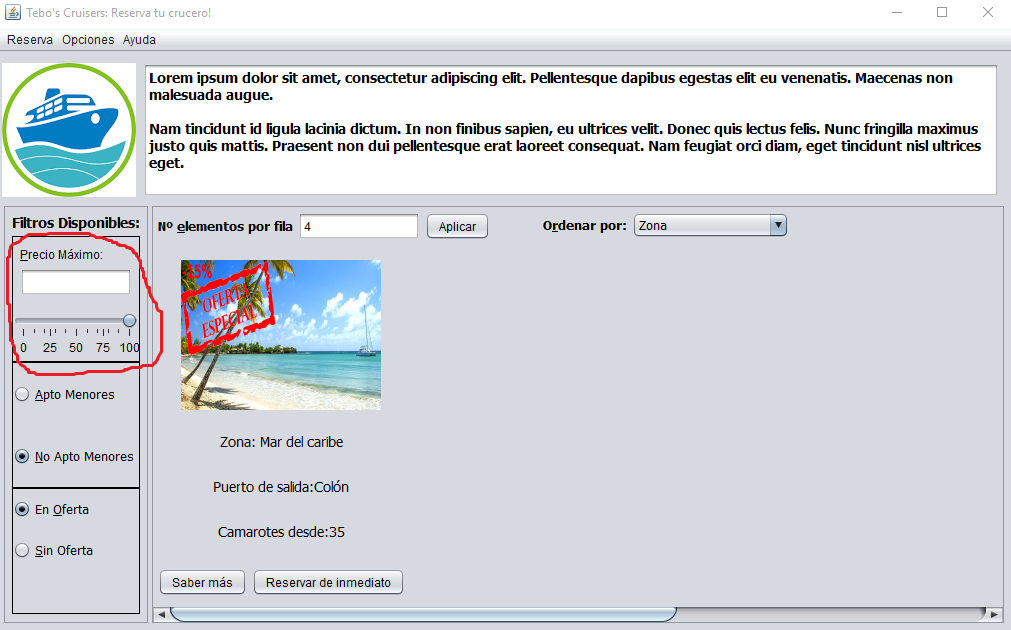 Tebo's Cruisers: Reserva tu crucero!
Reserva Opciones Ayuda
Lorem ipsum dolor sit amet, consectetur adipiscing elit. Pellentesque dapibus egestas elit eu venenatis. Maecenas non
malesuada augue.
Nam tincidunt id ligula lacinia dictum. In non finibus sapien, eu ultrices velit. Donec quis lectus felis. Nunc fringilla maximus
justo quis mattis. Praesent non dui pellentesque erat laoreet consequat. Nam feugiat orci diam, eget tincidunt nisl ultrices
eget.
Filtros Disponibles:
Precio Máximo:
0 25 50 75 100
Apto Menores
No Apto Menores
En Oferta
Sin Oferta
Nº elementos por fila 4 Aplicar Ordenar por: Zona
OFERTA
ESPECIAL
Zona: Mar del caribe
Puerto de salida:Colón
Camarotes desde:35
Saber más Reservar de inmediato